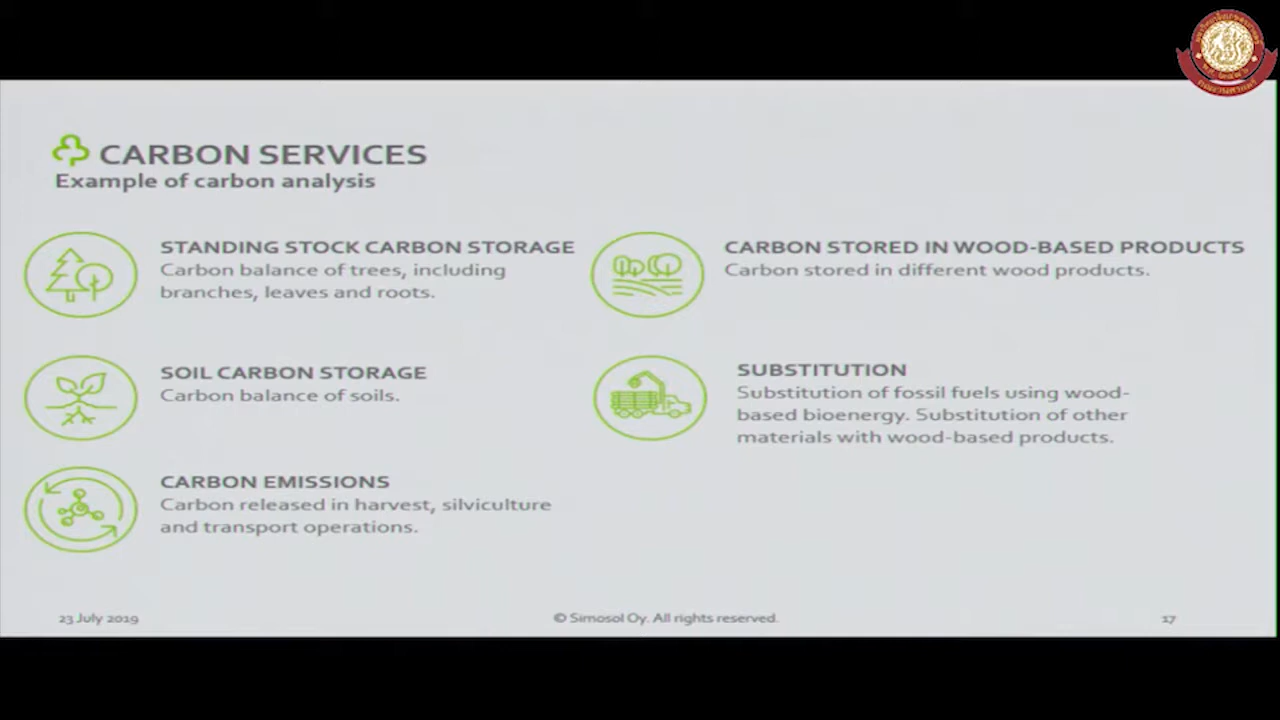 CARBON SERVICES
Example of carbon analysis
STANDING STOCK CARBON STORAGE
Carbon balance of trees, including
branches, leaves and roots.
SOIL CARBON STORAGE
Carbon balance of soils.
CARBON EMISSIONS
Carbon released in harvest, silviculture
and transport operations.
CARBON STORED IN WOOD-BASED PRODUCTS
Carbon stored in different wood products.
SUBSTITUTION
Substitution of fossil fuels using wood-
based bioenergy. Substitution of other
materials with wood-based products.
23 July 2019
© Simosol Oy. All rights reserved.
17